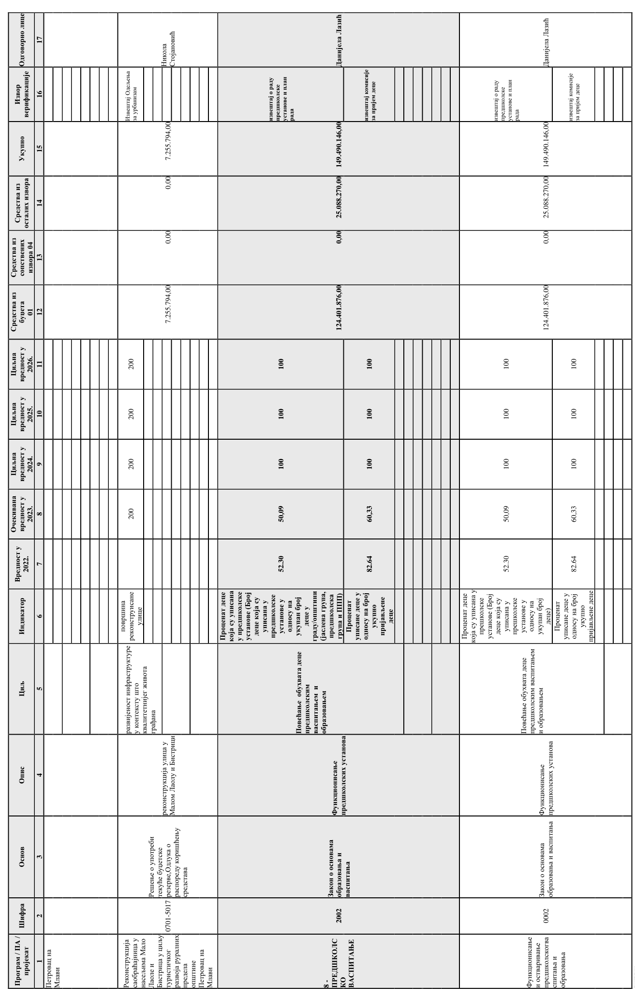 Програм / ПА /
пројекат
Шифра
Основ
Опис
Циљ
Индикатор
Вредност у
2022.
Очекивана
вредност у
2023.
Циљна
вредност у
2024.
Циљна
вредност у
2025.
Циљна
вредност у
2026.
Средства из
буџета
01
Средства из
сопствених
извора 04
Средства из
осталих извора
Укупно
Извор
верификације
Одговорно лице
1
2
3
4
5
6
7
8
9
10
11
12
13
14
15
16
17
Петровац на
Млави
Реконструкција
саобраћајница у
насељима Мало
Лаоле и
Бистрица у циљу
туристичког
развоја руралних
предела
општине
Петровац на
Млави
0701-5017
Решење о употреби
текуће буџетске
резерве,Одлука о
распореду коришћењу
средстава
реконструкција улица у
Малом Лаолу и Бистрици
развијеност инфраструктуре
у контексту што
квалитетнијег живота
грађана
површина
реконструисане
улице
200
200
200
200
7.255.794,00
0,00
0,00
7.255.794,00
Извештај Одељења
за урбанизам
Никола
Стојановић
8 -
ПРЕДШКОЛС
КО
ВАСПИТАЊЕ
2002
Закон о основама
образовања и
васпитања
Функционисање
предшколских установа
Повећање обухвата деце
предшколским
васпитањем и
образовањем
Проценат деце
која су уписана
у предшколске
установе (Број
деце која су
уписана у
предшколске
установе у
односу на
укупан број
деце у
граду/општини
(јаслена група,
предшколска
група и ППП)
52.30
50,09
100
100
100
124.401.876,00
0,00
25.088.270,00
149.490.146,00
извештај о раду
предшколске
установе и план
рада
Данијела Лазић
Проценат
уписане деце у
односу на број
укупно
пријављене
деце
82.64
60,33
100
100
100
извештај комисије
за пријем деце
Функционисање
и остваривање
предшколскогва
спитања и
образовања
0002
Закон о основама
образовања и васпитања
Функционисање
предшколских установа
Повећање обухвата деце
предшколским васпитањем
и образовањем
Проценат деце
која су уписана у
прешколске
установе (Број
деце која су
уписана у
прешколске
установе у
односу на
укупан број
деце)
52.30
50,09
100
100
100
124.401.876,00
0,00
25.088.270,00
149.490.146,00
извештај о раду
предшколске
установе и план
рада
Данијела Лазић
Проценат
уписане деце у
односу на број
укупно
пријављене деце
82.64
60,33
100
100
100
извештај комисије
за пријем деце